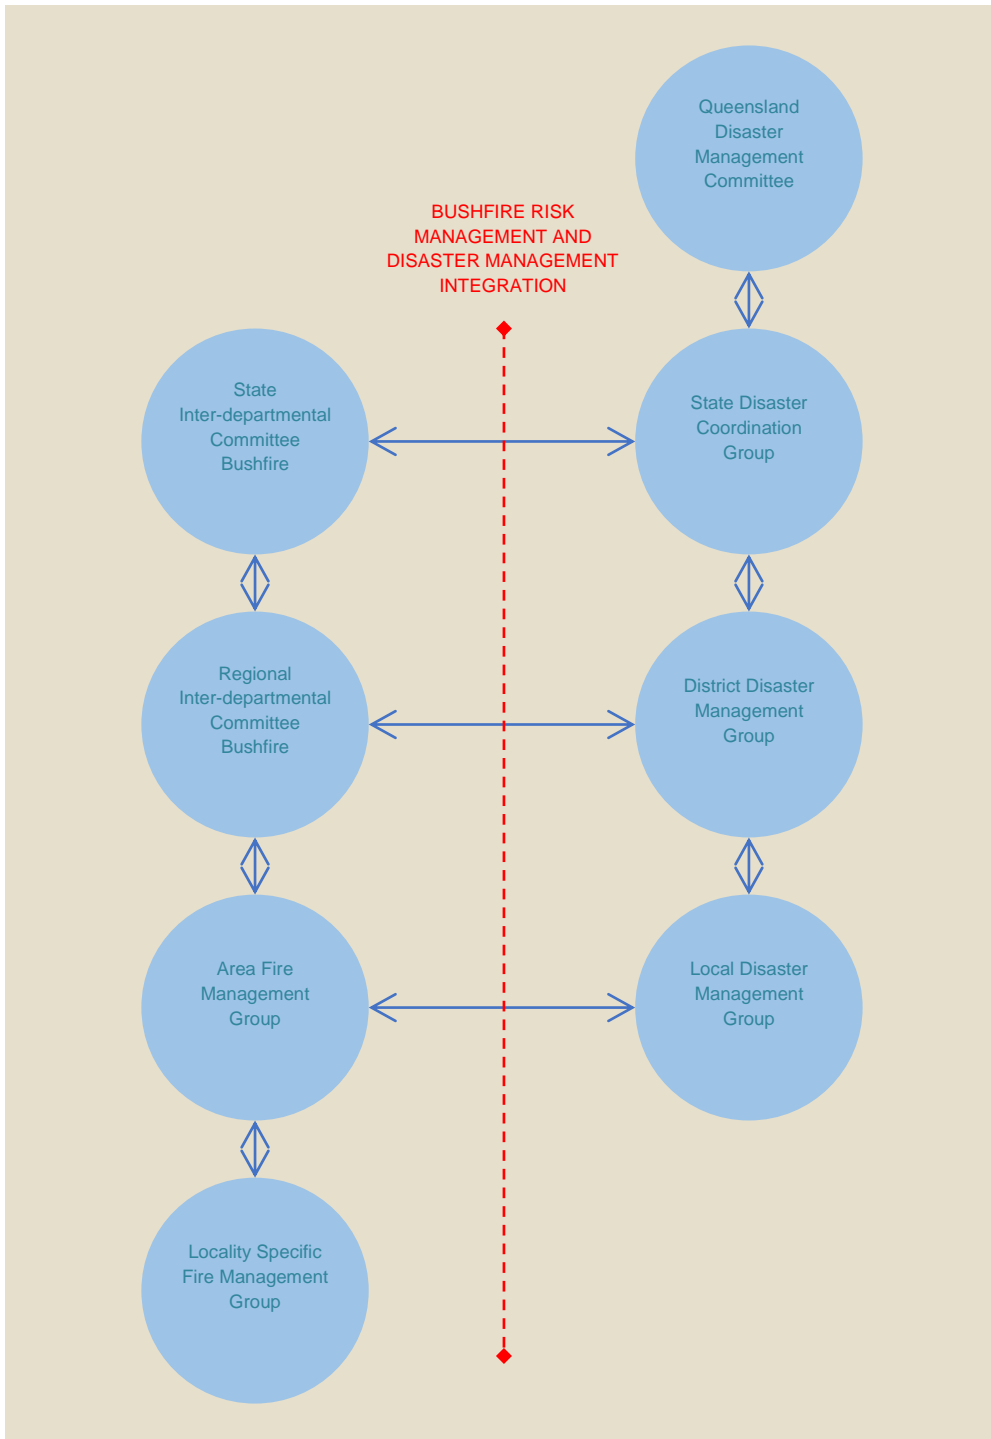 Queensland
Disaster
Management
Committee
BUSHFIRE RISK
MANAGEMENT AND
DISASTER MANAGEMENT
INTEGRATION
State
Inter-departmental
Committee
Bushfire
State Disaster
Coordination
Group
Regional
Inter-departmental
Committee
Bushfire
District Disaster
Management
Group
Area Fire
Management
Group
Local Disaster
Management
Group
Locality Specific
Fire Management
Group